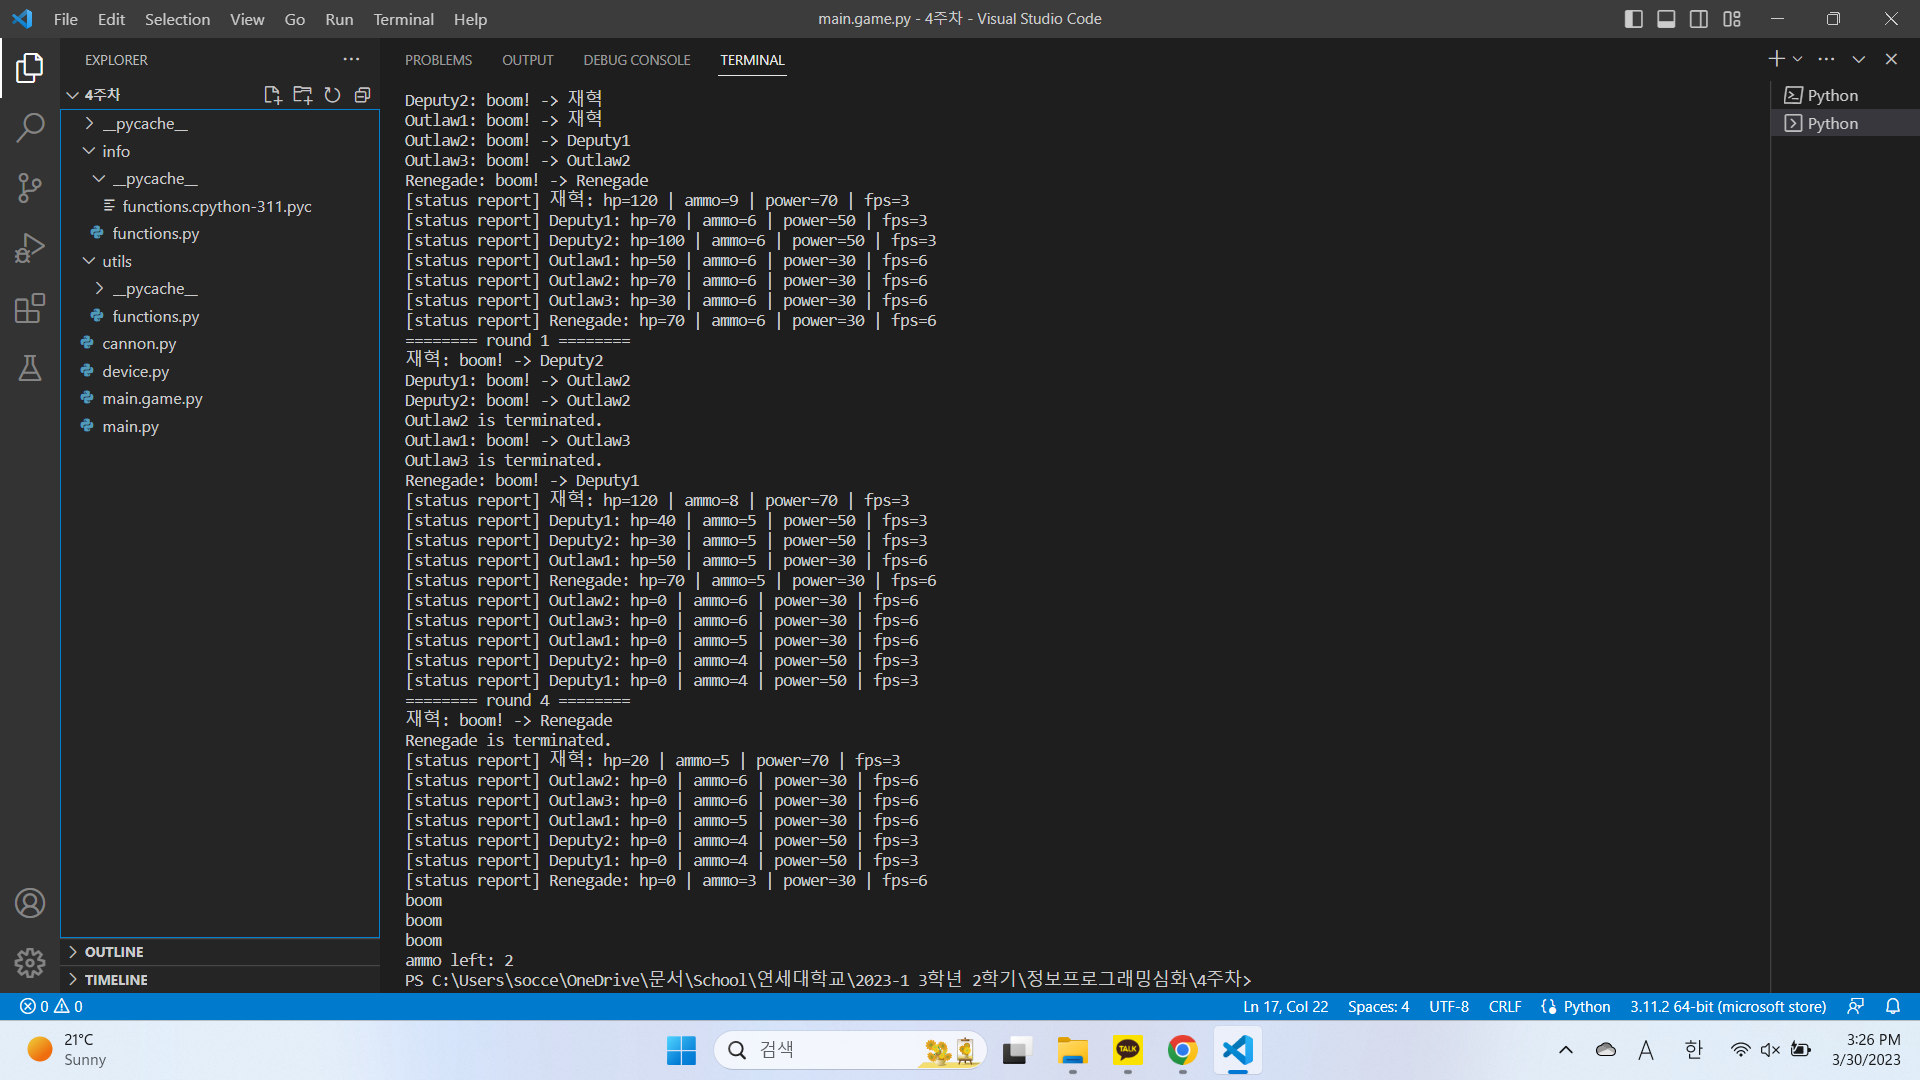 File Edit Selection View Go Run Terminal Help
main.game.py - 4주차 - Visual Studio Code
EXPLORER
4주차
__pycache__
info
__pycache__
functions.cpython-311.pyc
functions.py
utils
__pycache__
functions.py
cannon.py
device.py
main.game.py
main.py
OUTLINE
TIMELINE
PROBLEMS OUTPUT DEBUG CONSOLE TERMINAL
Deputy2: boom! -> 재혁
Outlaw1: boom! -> 재혁
Outlaw2: boom! -> Deputy1
Outlaw3: boom! -> Outlaw2
Renegade: boom! -> Renegade
[status report] 재혁: hp=120 | ammo=9 | power=70 | fps=3
[status report] Deputy1: hp=70 | ammo=6 | power=50 | fps=3
[status report] Deputy2: hp=100 | ammo=6 | power=50 | fps=3
[status report] Outlaw1: hp=50 | ammo=6 | power=30 | fps=6
[status report] Outlaw2: hp=70 | ammo=6 | power=30 | fps=6
[status report] Outlaw3: hp=30 | ammo=6 | power=30 | fps=6
[status report] Renegade: hp=70 | ammo=6 | power=30 | fps=6
======== round 1 ========
재혁: boom! -> Deputy2
Deputy1: boom! -> Outlaw2
Deputy2: boom! -> Outlaw2
Outlaw2 is terminated.
Outlaw1: boom! -> Outlaw3
Outlaw3 is terminated.
Renegade: boom! -> Deputy1
[status report] 재혁: hp=120 | ammo=8 | power=70 | fps=3
[status report] Deputy1: hp=40 | ammo=5 | power=50 | fps=3
[status report] Deputy2: hp=30 | ammo=5 | power=50 | fps=3
[status report] Outlaw1: hp=50 | ammo=5 | power=30 | fps=6
[status report] Renegade: hp=70 | ammo=5 | power=30 | fps=6
[status report] Outlaw2: hp=0 | ammo=6 | power=30 | fps=6
[status report] Outlaw3: hp=0 | ammo=6 | power=30 | fps=6
[status report] Outlaw1: hp=0 | ammo=5 | power=30 | fps=6
[status report] Deputy2: hp=0 | ammo=4 | power=50 | fps=3
[status report] Deputy1: hp=0 | ammo=4 | power=50 | fps=3
======== round 4 ========
재혁: boom! -> Renegade
Renegade is terminated.
[status report] 재혁: hp=20 | ammo=5 | power=70 | fps=3
[status report] Outlaw2: hp=0 | ammo=6 | power=30 | fps=6
[status report] Outlaw3: hp=0 | ammo=6 | power=30 | fps=6
[status report] Outlaw1: hp=0 | ammo=5 | power=30 | fps=6
[status report] Deputy2: hp=0 | ammo=4 | power=50 | fps=3
[status report] Deputy1: hp=0 | ammo=4 | power=50 | fps=3
[status report] Renegade: hp=0 | ammo=3 | power=30 | fps=6
boom
boom
boom
ammo left: 2
PS C:\Users\socce\OneDrive\문서\School\연세대학교\2023-1 3학년 2학기\정보프로그래밍심화\4주차>
Python
Python
0 0
Ln 17, Col 22 Spaces: 4 UTF-8 CRLF Python 3.11.2 64-bit (microsoft store)
21°C
Sunny
검색
TALK
A 한
3:26 PM
3/30/2023